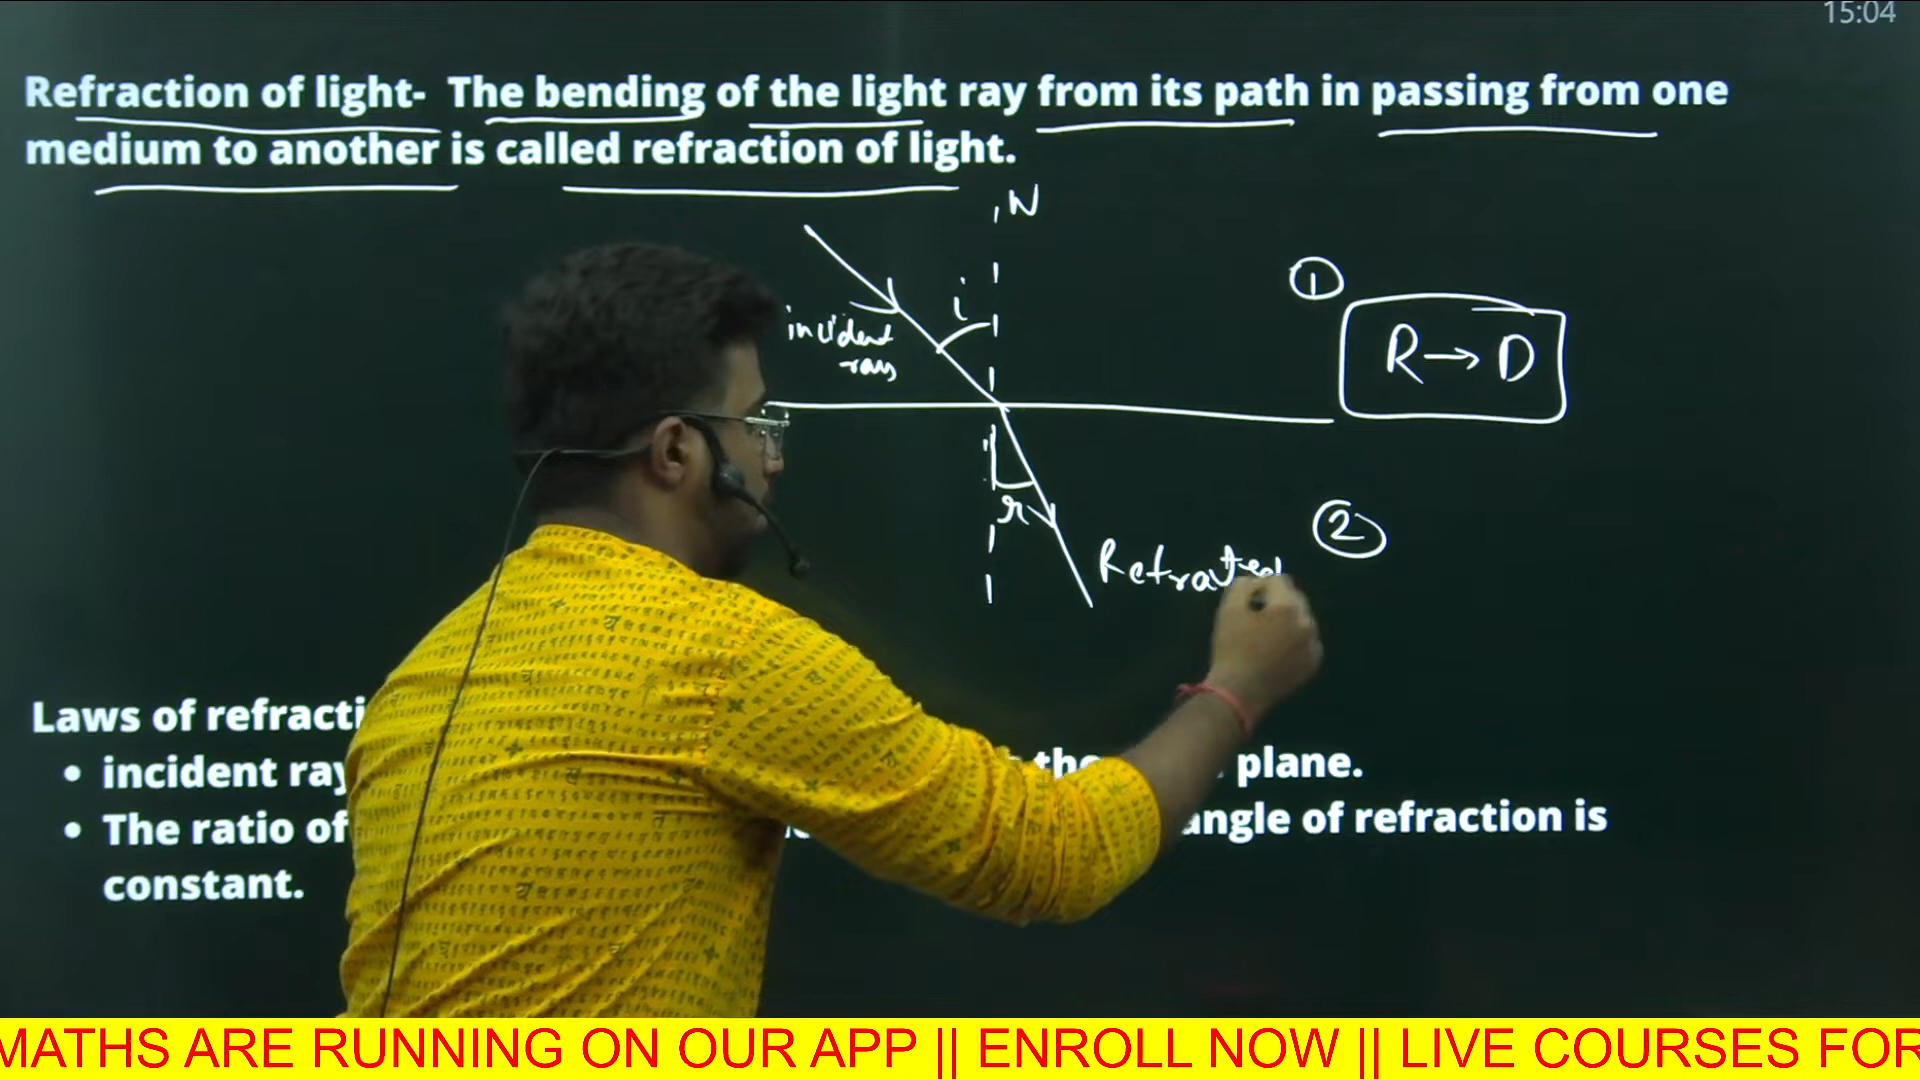 15:04
Refraction of light- The bending of the light ray from its path in passing from one
medium to another is called refraction of light.
N
i
incident
ray
1
R → D
r
2
Refracted
Laws of refracti
incident ray the plane.
The ratio of angle of refraction is
constant.
MATHS ARE RUNNING ON OUR APP || ENROLL NOW || LIVE COURSES FOR